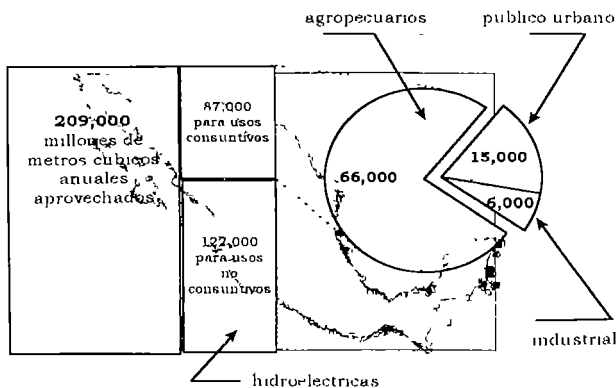 agropecuarios
publico urbano
209,000
millones de
metros cubicos
anuales
aprovechados
87,000
para usos
consuntivos
66,000
15,000
6,000
122,000
para usos
no
consuntivos
industrial
hidroelectricas